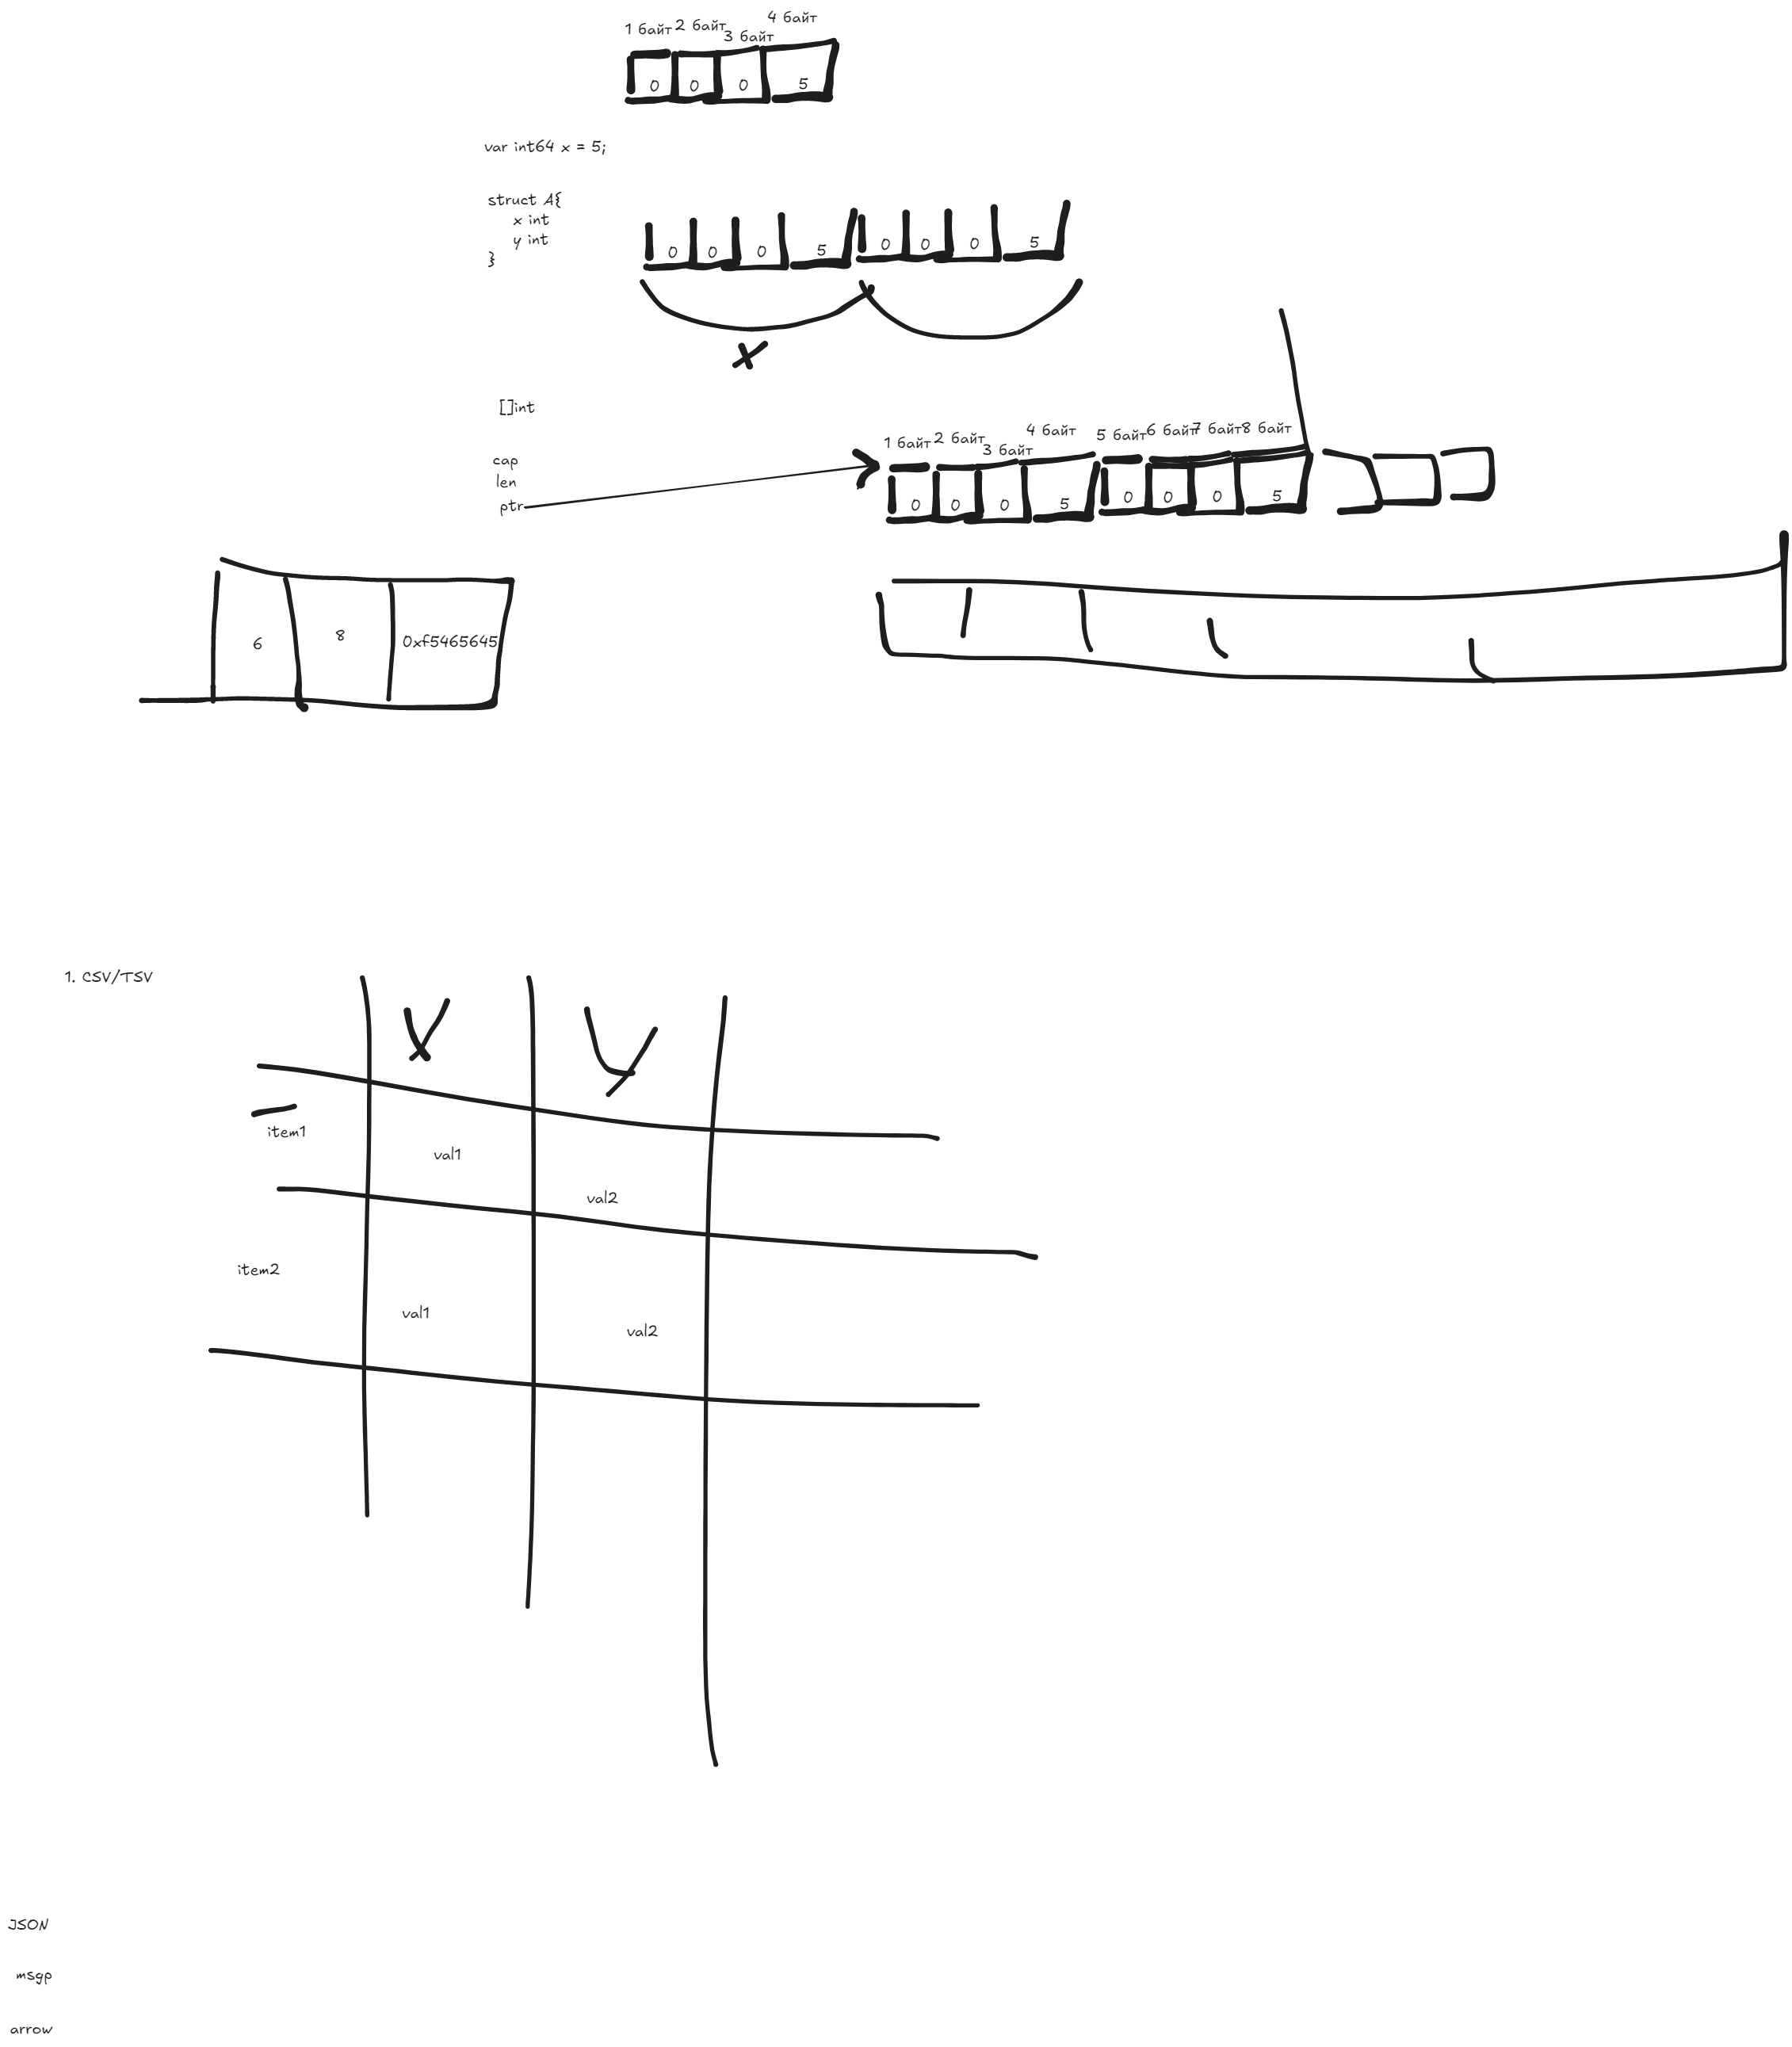 1 байт 2 байт 3 байт 4 байт
0 0 0 5
var int64 x = 5;
struct A{
x int
y int
}
0 0 0 5 0 0 0 5
x
[]int
cap
len
ptr
1 байт 2 байт 3 байт 4 байт 5 байт 6 байт 7 байт 8 байт
0 0 0 5 0 0 0 5
6 8 0xf5465645
1. CSV/TSV
x y
item1 val1 val2
item2 val1 val2
JSON
msgp
arrow